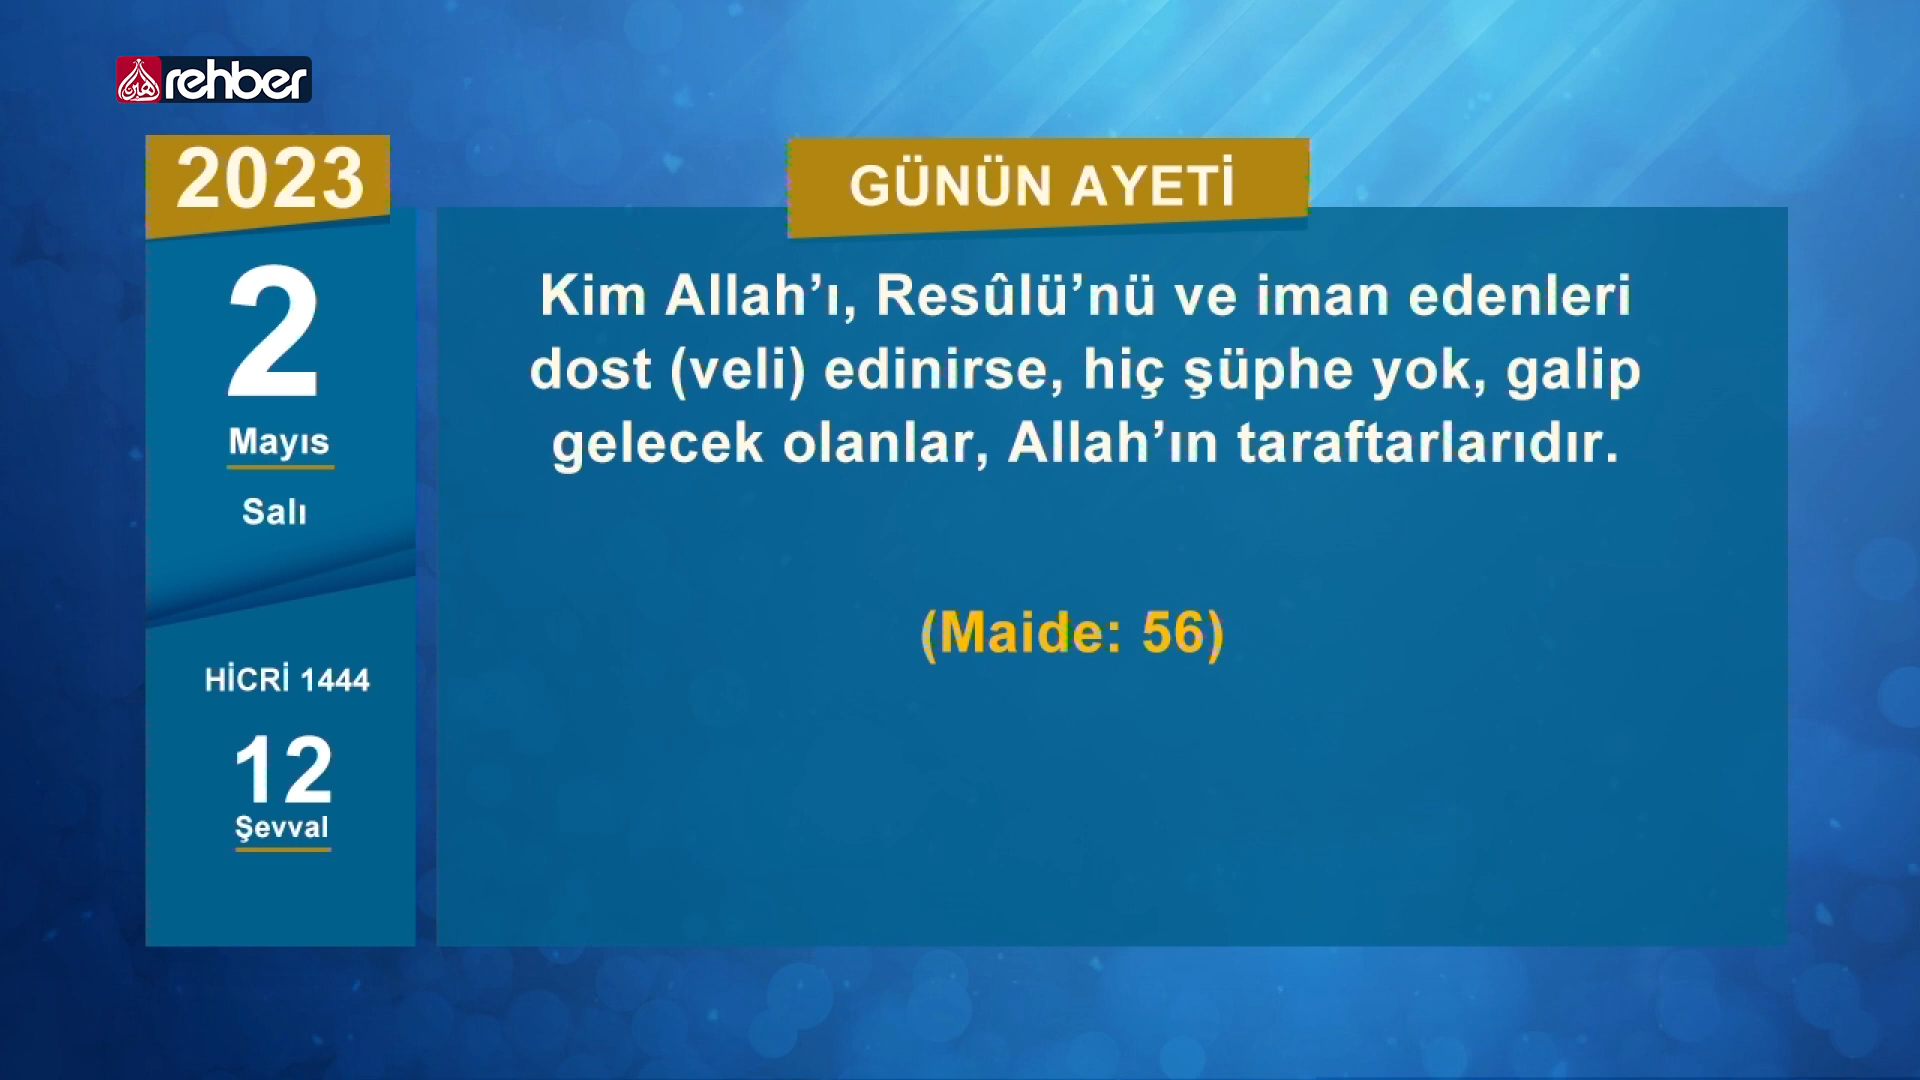 rehber
2023
2
Mayıs
Salı
HİCRİ 1444
12
Şevval
GÜNÜN AYETİ
Kim Allah’ı, Resûlü’nü ve iman edenleri
dost (veli) edinirse, hiç şüphe yok, galip
gelecek olanlar, Allah’ın taraftarlarıdır.
(Maide: 56)